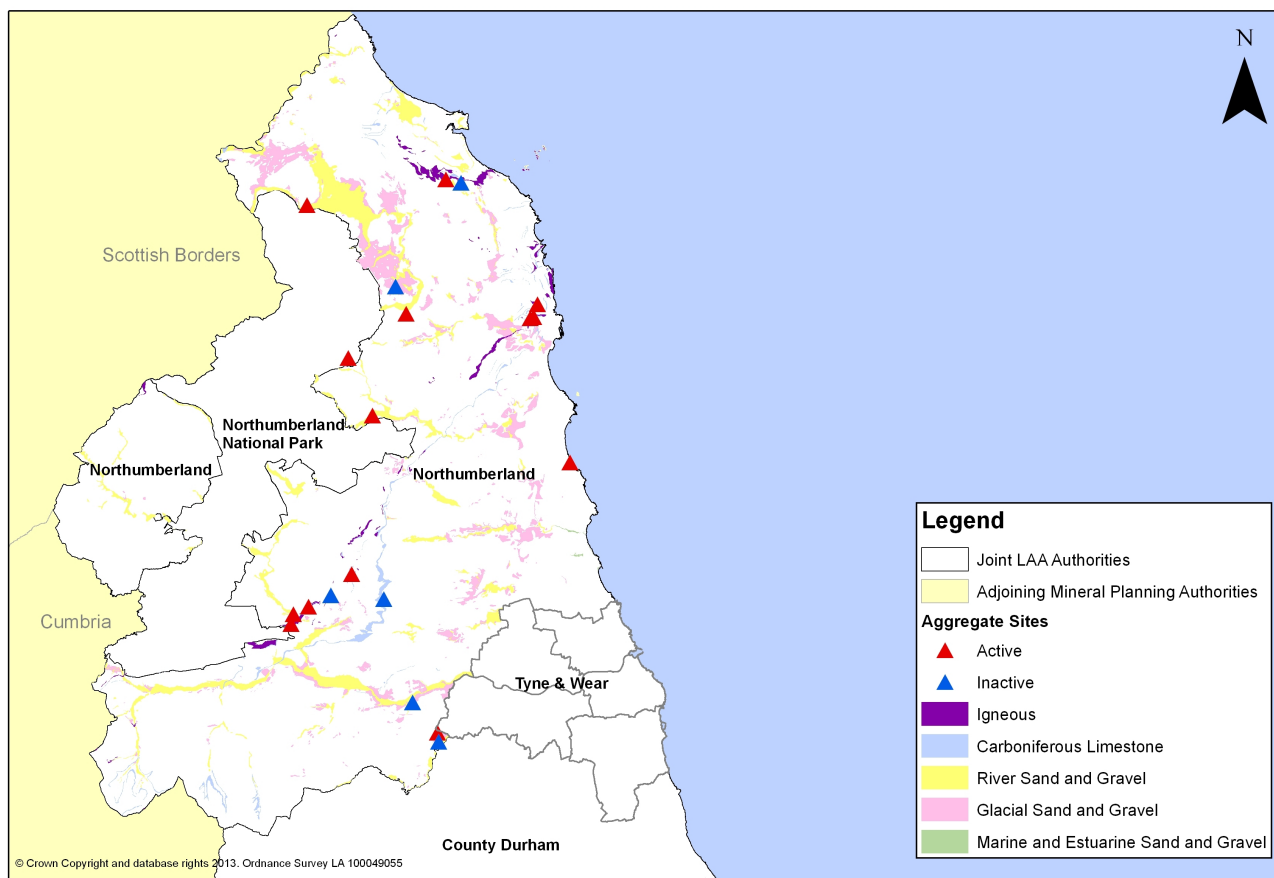 N
Scottish Borders
Northumberland
National Park
Northumberland
Northumberland
Cumbria
Tyne & Wear
County Durham
Legend
Joint LAA Authorities
Adjoining Mineral Planning Authorities
Aggregate Sites
Active
Inactive
Igneous
Carboniferous Limestone
River Sand and Gravel
Glacial Sand and Gravel
Marine and Estuarine Sand and Gravel
© Crown Copyright and database rights 2013. Ordnance Survey LA 100049055